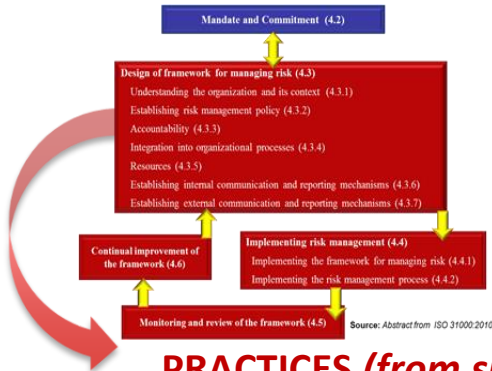 Mandate and Commitment (4.2)
Design of framework for managing risk (4.3)
Understanding the organization and its context (4.3.1)
Establishing risk management policy (4.3.2)
Accountability (4.3.3)
Integration into organizational processes (4.3.4)
Resources (4.3.5)
Establishing internal communication and reporting mechanisms (4.3.6)
Establishing external communication and reporting mechanisms (4.3.7)
Continual improvement of
the framework (4.6)
Implementing risk management (4.4)
Implementing the framework for managing risk (4.4.1)
Implementing the risk management process (4.4.2)
Monitoring and review of the framework (4.5)
Source: Abstract from ISO 31000:2010
PRACTICES (from